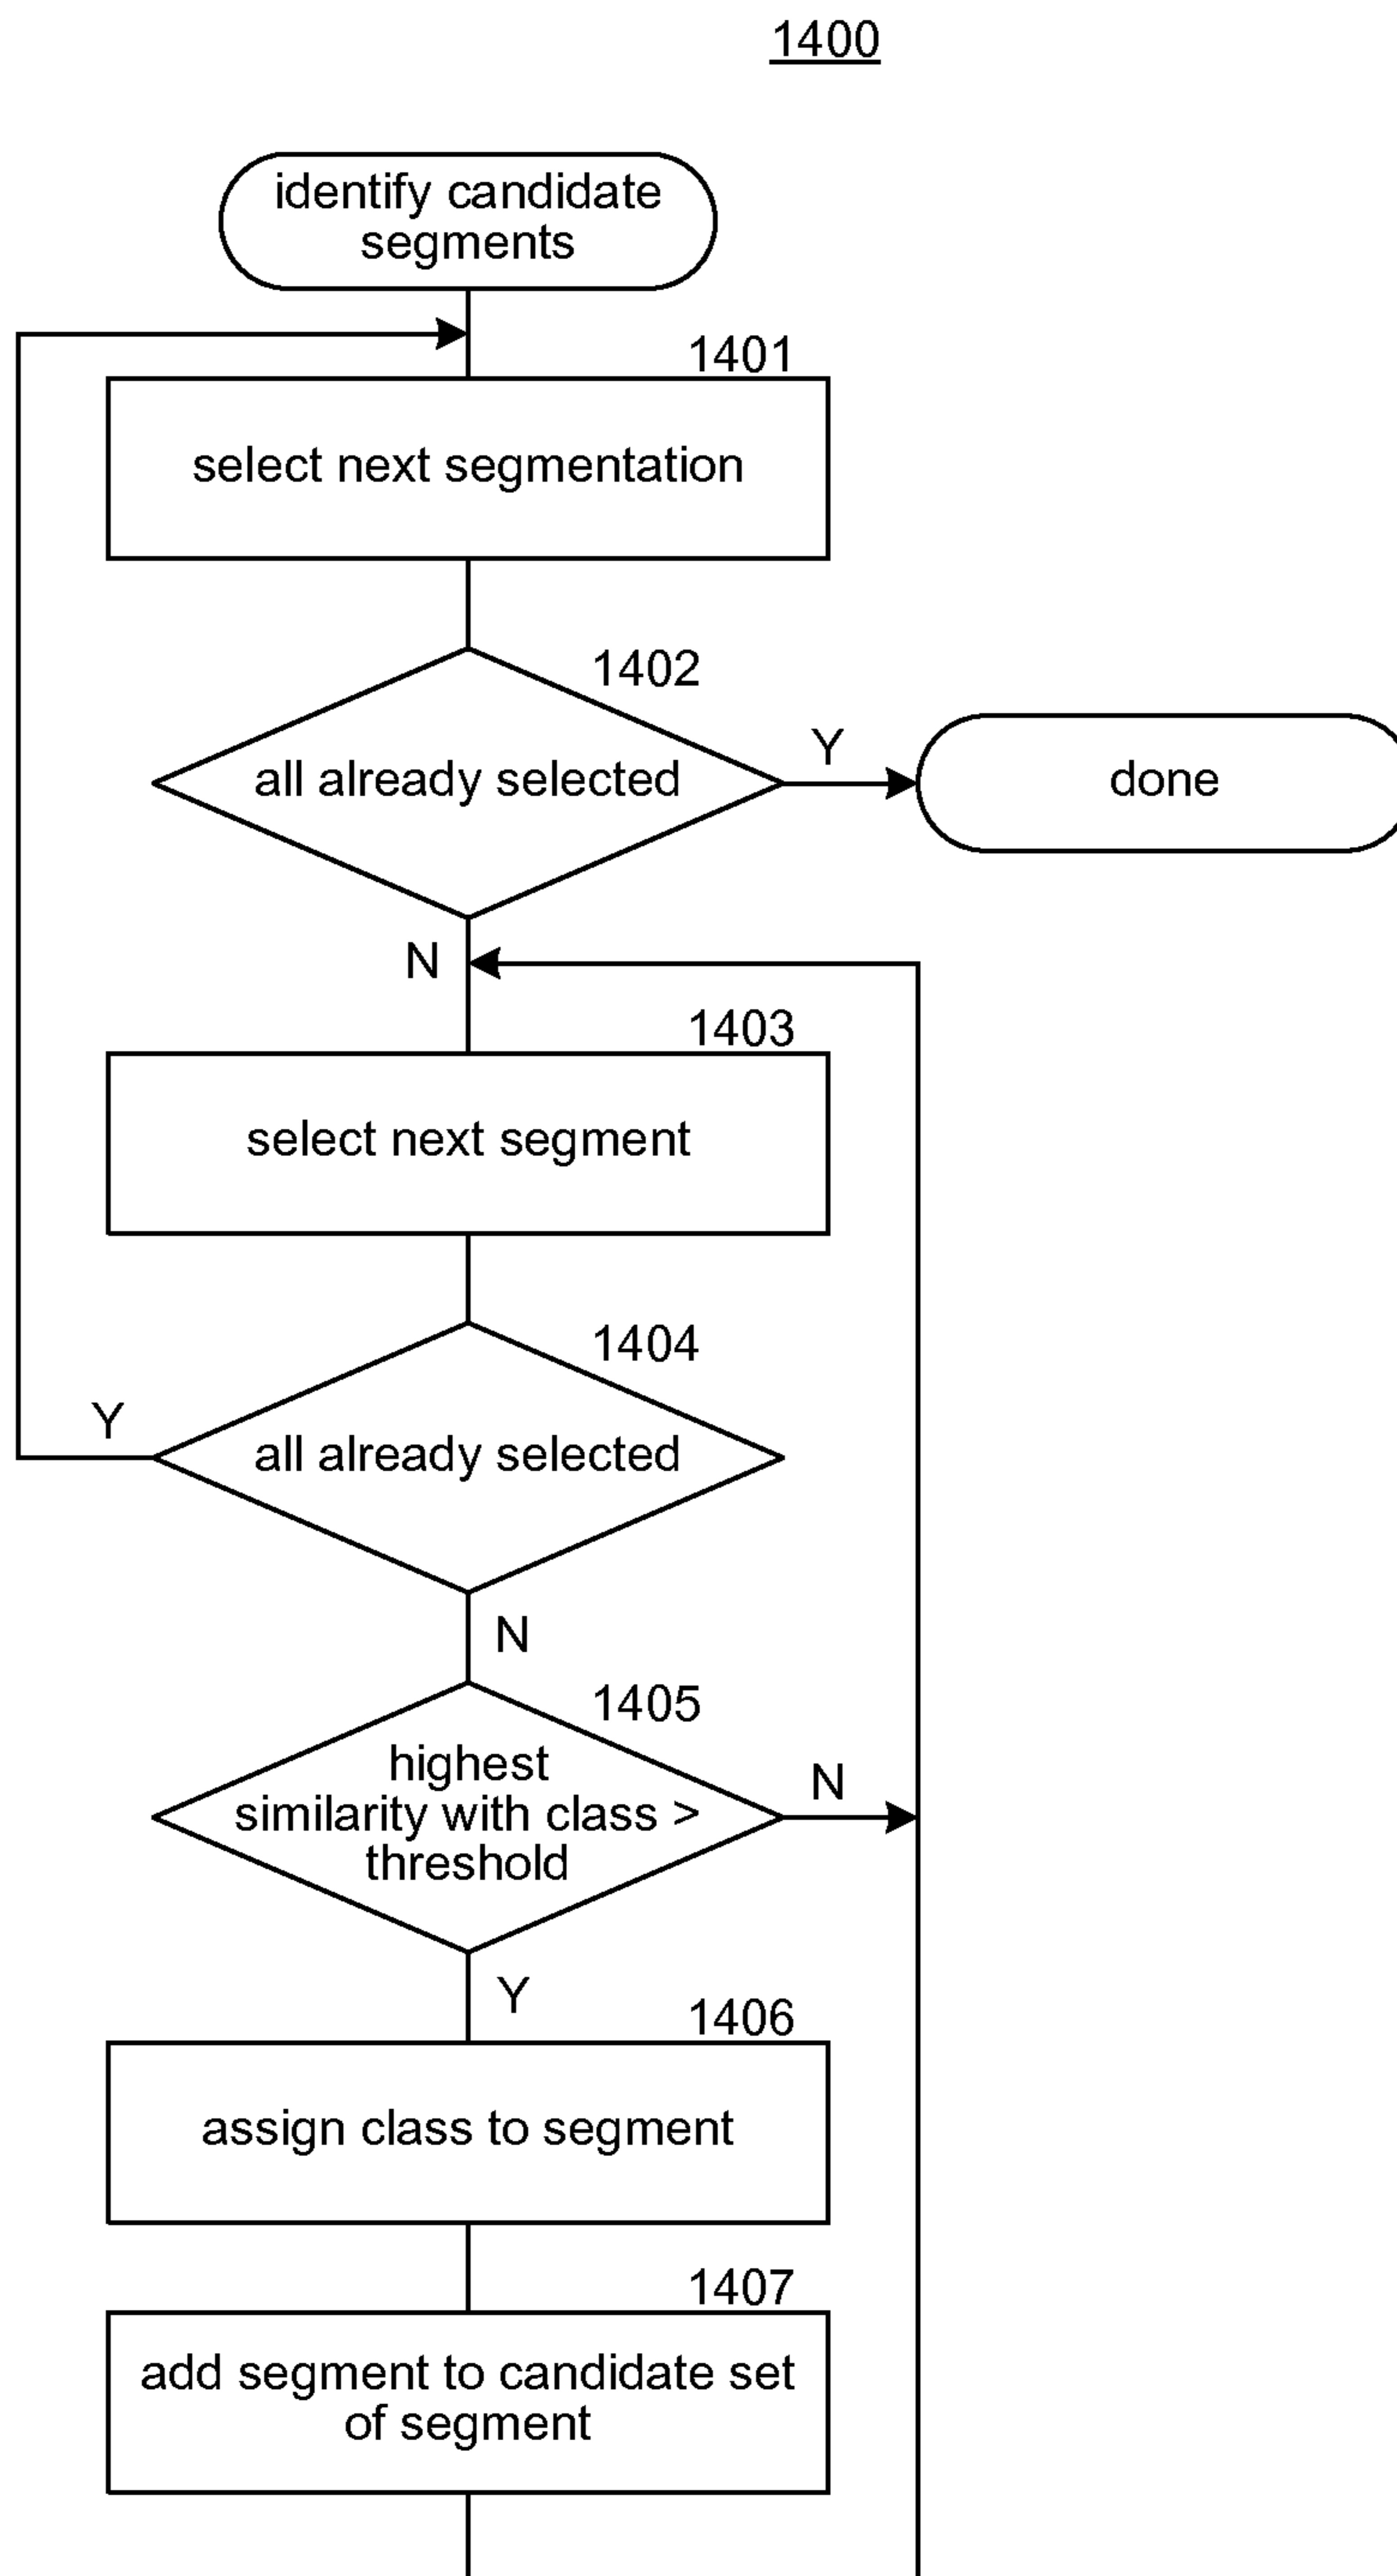 1400
identify candidate
segments
1401
select next segmentation
1402
all already selected
Y
done
N
1403
select next segment
1404
Y
all already selected
N
1405
highest
similarity with class >
threshold
N
Y
1406
assign class to segment
1407
add segment to candidate set
of segment